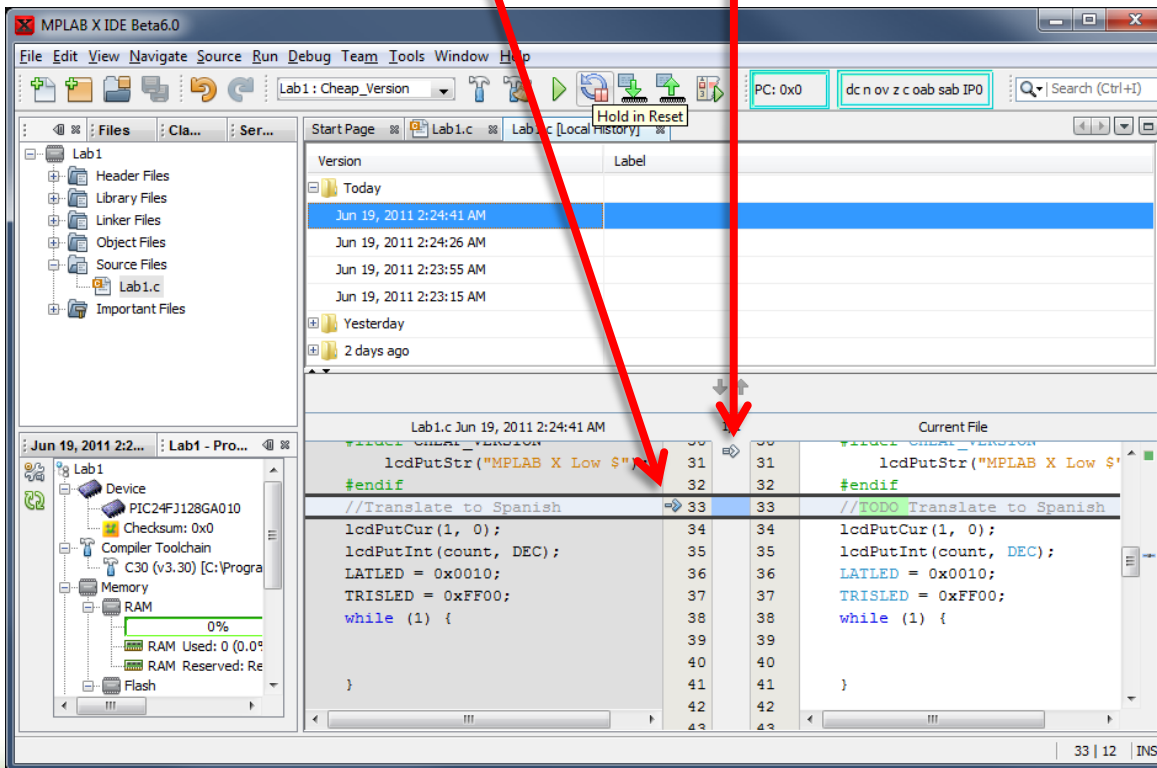 MPLAB X IDE Beta6.0
File Edit View Navigate Source Run Debug Team Tools Window Help
Lab1 : Cheap_Version
PC: 0x0
dc n ov z c oab sab IP0
Search (Ctrl+I)
Hold in Reset
Files
Cla...
Ser...
Start Page
Lab1.c
Lab1.c [Local History]
Lab1
Header Files
Library Files
Linker Files
Object Files
Source Files
Lab1.c
Important Files
Version Label
Today
Jun 19, 2011 2:24:41 AM
Jun 19, 2011 2:24:26 AM
Jun 19, 2011 2:23:55 AM
Jun 19, 2011 2:23:15 AM
Yesterday
2 days ago
Jun 19, 2011 2:2...
Lab1 - Pro...
Lab1
Device
PIC24FJ128GA010
Checksum: 0x0
Compiler Toolchain
C30 (v3.30) [C:\Progra
Memory
RAM
0%
RAM Used: 0 (0.0%
RAM Reserved: Re
Flash
Lab1.c Jun 19, 2011 2:24:41 AM
#ifdef CHEAP_VERSION 30
lcdPutStr("MPLAB X Low $"); 31
#endif 32
//Translate to Spanish 33
lcdPutCur(1, 0); 34
lcdPutInt(count, DEC); 35
LATLED = 0x0010; 36
TRISLED = 0xFF00; 37
while (1) { 38
39
40
} 41
42
43
Current File
30 #ifdef CHEAP_VERSION
31 lcdPutStr("MPLAB X Low $"
32 #endif
33 //TODO Translate to Spanish
34 lcdPutCur(1, 0);
35 lcdPutInt(count, DEC);
36 LATLED = 0x0010;
37 TRISLED = 0xFF00;
38 while (1) {
39
40
41 }
42
43
33 | 12 INS